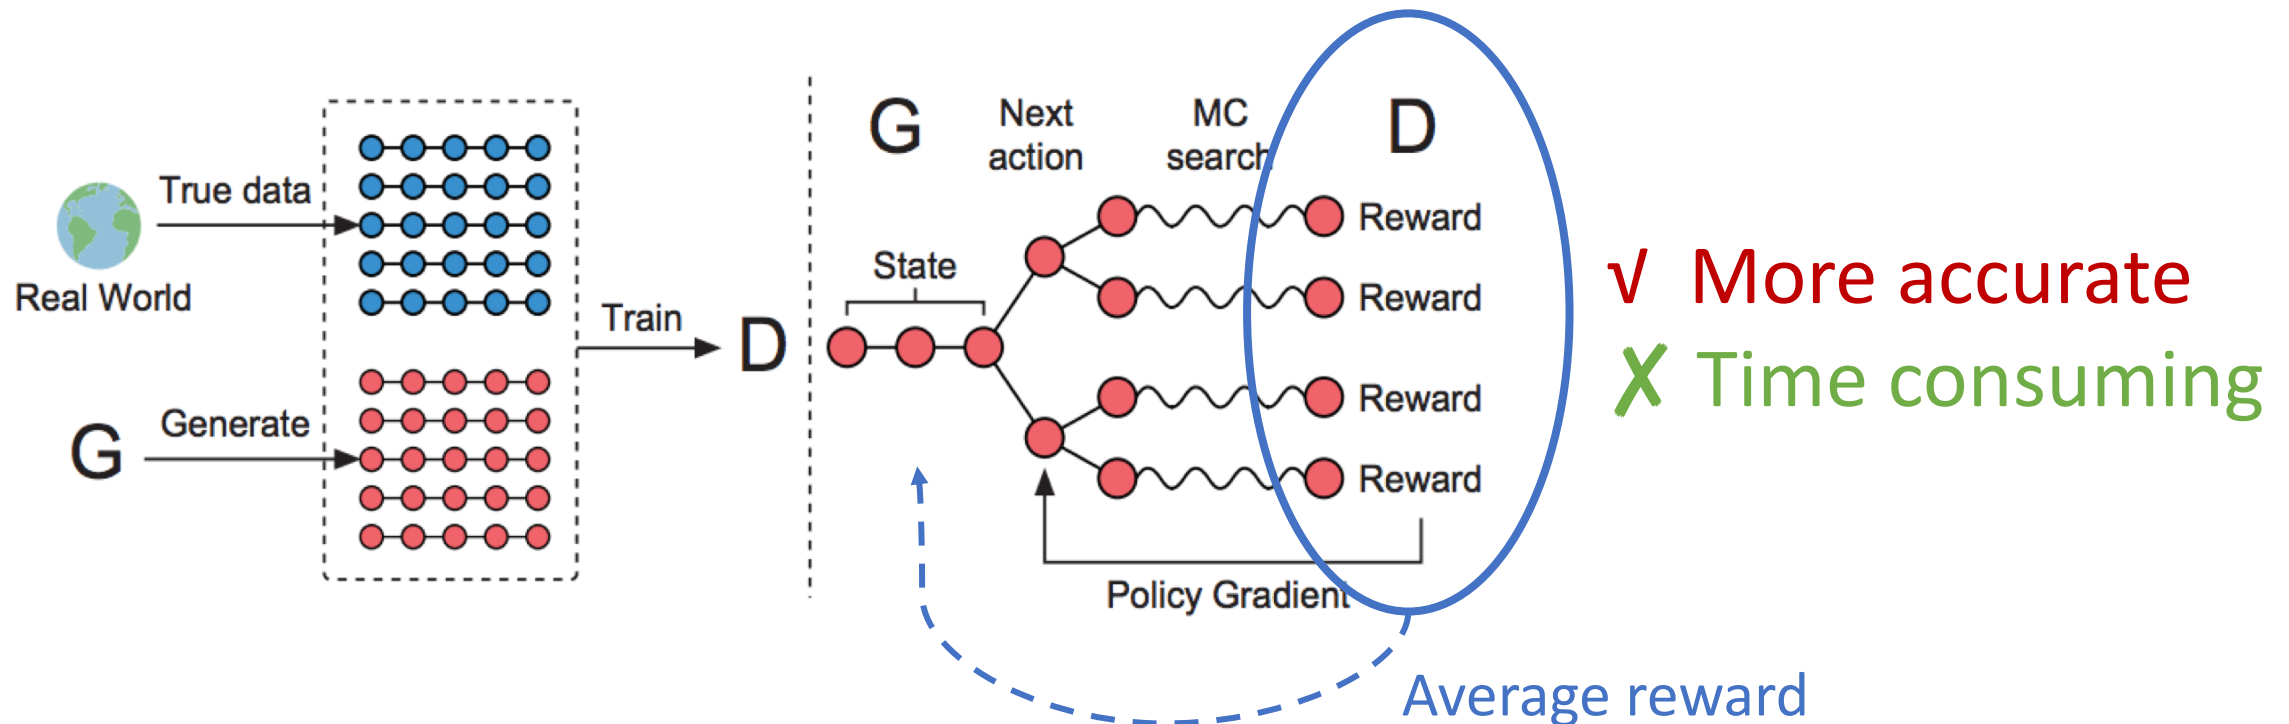 True data
Real World
Generate
G
Train
D
G
Next
action
MC
search
D
State
Reward
Reward
Reward
Reward
Policy Gradient
Average reward
√ More accurate
✗ Time consuming